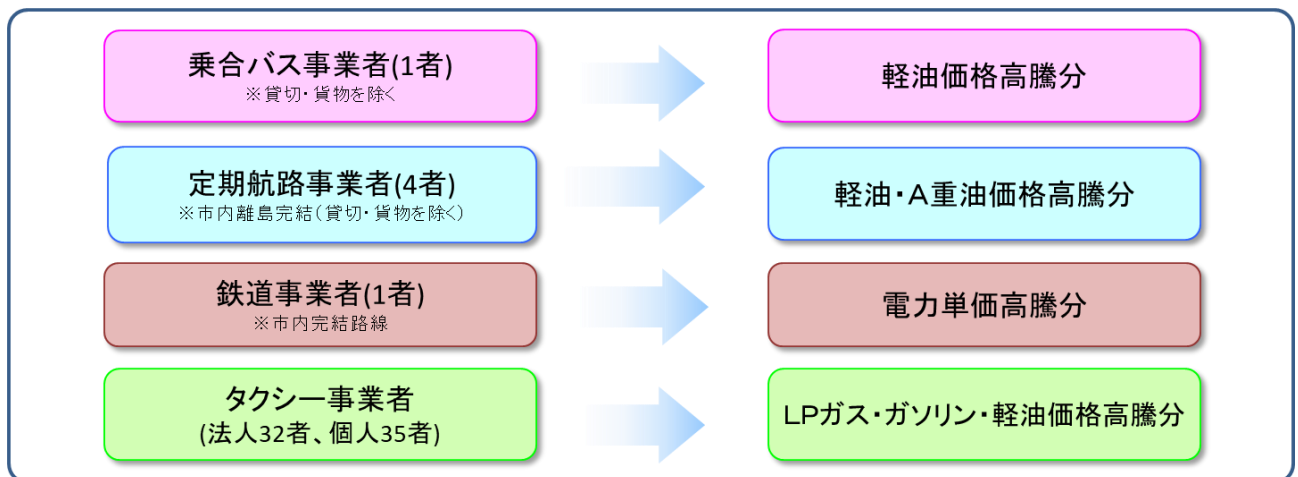 乗合バス事業者(1者)
※貸切・貨物を除く
軽油価格高騰分
定期航路事業者(4者)
※市内離島完結(貸切・貨物を除く)
軽油・A重油価格高騰分
鉄道事業者(1者)
※市内完結路線
電力単価高騰分
タクシー事業者
(法人32者、個人35者)
LPガス・ガソリン・軽油価格高騰分